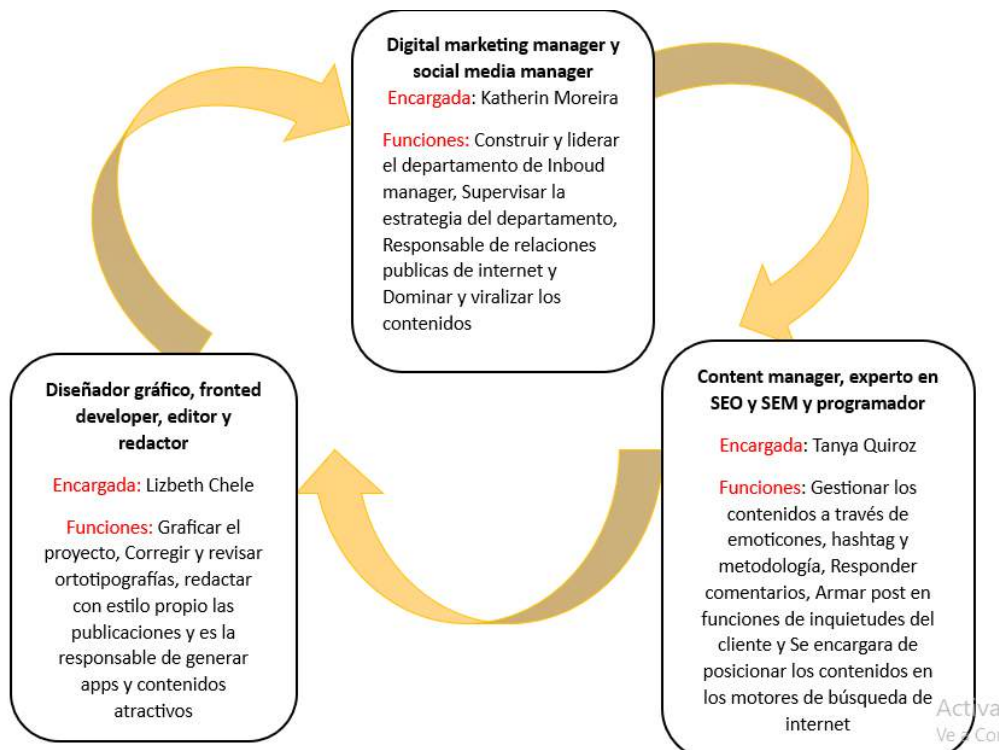 Digital marketing manager y
social media manager
Encargada: Katherin Moreira
Funciones: Construir y liderar
el departamento de Inboud
manager, Supervisar la
estrategia del departamento,
Responsable de relaciones
publicas de internet y
Dominar y viralizar los
contenidos
Content manager, experto en
SEO y SEM y programador
Encargada: Tanya Quiroz
Funciones: Gestionar los
contenidos a través de
emoticones, hashtag y
metodología, Responder
comentarios, Armar post en
funciones de inquietudes del
cliente y Se encargara de
posicionar los contenidos en
los motores de búsqueda de
internet
Diseñador gráfico, fronted
developer, editor y
redactor
Encargada: Lizbeth Chele
Funciones: Graficar el
proyecto, Corregir y revisar
ortotipografías, redactar
con estilo propio las
publicaciones y es la
responsable de generar
apps y contenidos
atractivos
Activa
Ve a Con